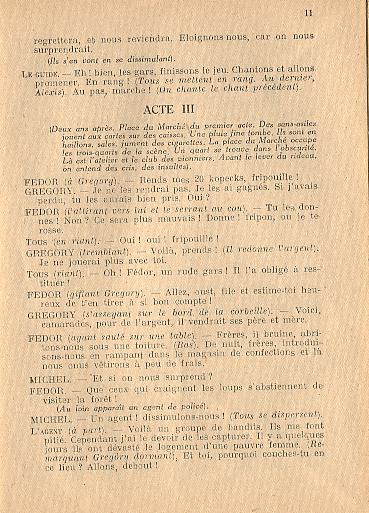 11
regrettera, et nous reviendra. Eloignons-nous, car on nous
surprendrait.
(Ils s'en vont en se dissimulant).
LE GUIDE. — Eh! bien, les gars, finissons le jeu. Chantons et allons
promener. En rang! (Tous se mettent en rang. Au dernier,
Alexis). Au pas, marche! (On chante le chant précédent).
ACTE III
(Deux ans après. Place du Marché du premier acte. Des sans-asiles
jouent aux cartes sur des caisses. Une pluie fine tombe. Ils sont en
haillons, sales, fument des cigarettes. La place du Marché occupe
les trois-quarts de la scène. Un quart se trouve dans l'obscurité.
Là est l'atelier et le club des pionniers. Avant le lever du rideau,
on entend des cris, des insultes).
FEDOR (à Gregory). — Rends mes 20 kopecks, fripouille!
GREGORY. — Je ne les rendrai pas. Je les ai gagnés. Si j'avais
perdu, tu les aurais bien pris. Oui?
FEDOR (l'attirant vers lui et le serrant au cou). — Tu les don-
nes! Non? Ce sera plus mauvais! Donne! fripon, ou je te
rosse.
TOUS (en riant). — Oui! oui! fripouille!
GREGORY (tremblant). — Voilà, prends! (Il redonne l'argent).
Je ne jouerai plus avec toi.
TOUS (riant). — Oh! Fédor, un rude gars! Il l'a obligé à res-
tituer!
FEDOR (giflant Gregory). — Allez, oust, file et estime-toi heu-
reux de t'en tirer à si bon compte!
GREGORY (s'asseyant sur le bord de la corbeille). — Voici,
camarades, pour de l'argent, il vendrait ses père et mère.
FEDOR (ayant sauté sur une table). — Frères, il bruine, abri-
tons-nous sous une toiture. (Bas). De nuit, frères, introdui-
sons-nous en rampant dans le magasin de confections et là
nous nous vêtirons à peu de frais.
MICHEL. — Et si on nous surprend?
FEDOR. — Que ceux qui craignent les loups s'abstiennent de
visiter la forêt!
(Au loin apparaît un agent de police).
MICHEL. — Un agent! dissimulons-nous! (Tous se dispersent).
L'AGENT (à part). — Voilà un groupe de bandits. Ils me font
pitié. Cependant j'ai le devoir de les capturer. Il y a quelques
jours ils ont dévasté le logement d'une pauvre femme. (Re-
marquant Gregory dormant). Et toi, pourquoi couches-tu en
ce lieu? Allons, debout!